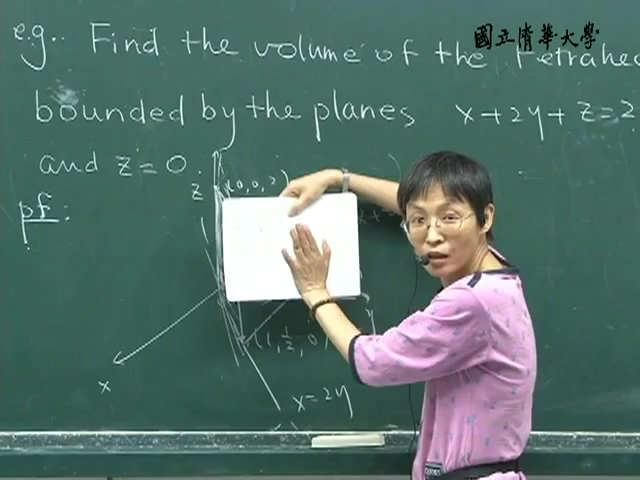 國立清華大學
e.g.. Find the volume of the Tetrahed
bounded by the planes x+2y+z=2
and z=0.
pf:
z (0,0,2)
(1, 1/2, 0
x
x=2y